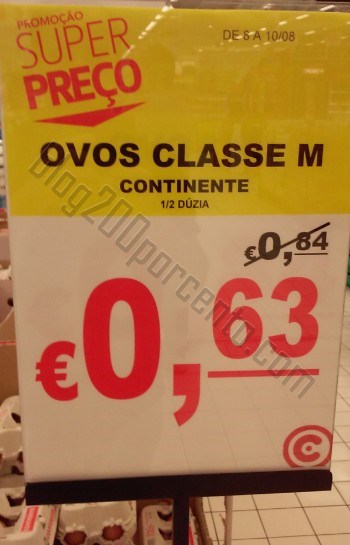 PROMOÇÃO
SUPER
PREÇO
DE 8 A 10/08
OVOS CLASSE M
CONTINENTE
1/2 DÚZIA
€0,84
€0,63
C
blog200porcento.com